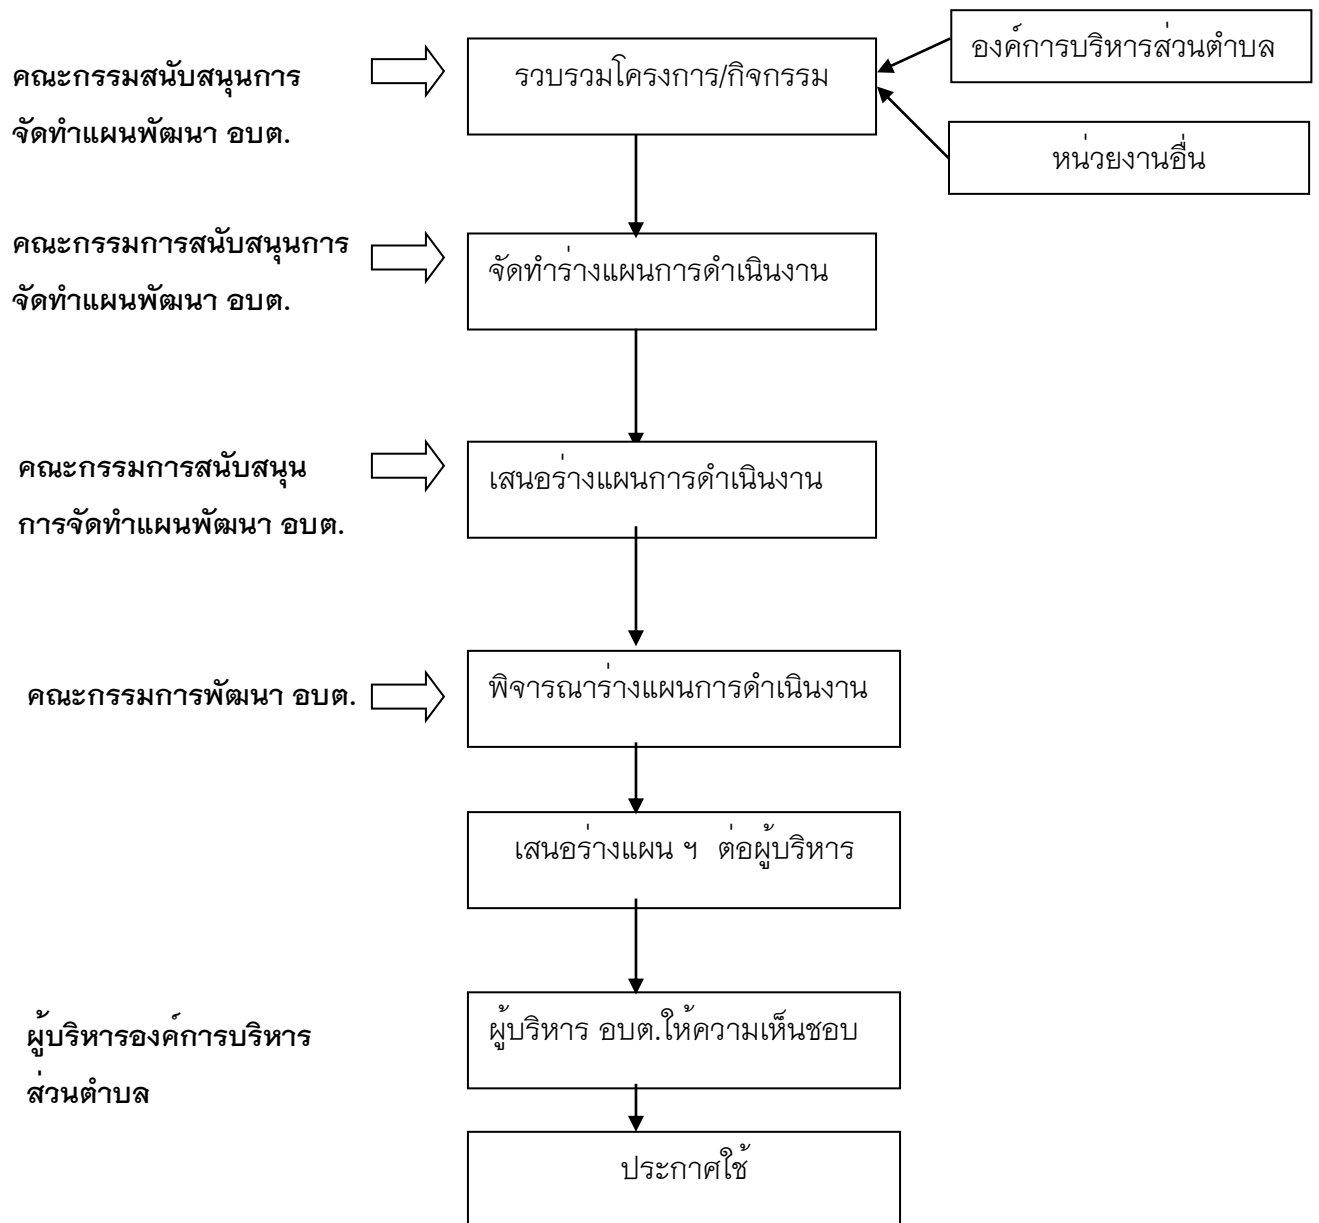 องค์การบริหารส่วนตำบล
คณะกรรมสนับสนุนการ
จัดทำแผนพัฒนา อบต.
รวบรวมโครงการ/กิจกรรม
หน่วยงานอื่น
คณะกรรมการสนับสนุนการ
จัดทำแผนพัฒนา อบต.
จัดทำร่างแผนการดำเนินงาน
คณะกรรมการสนับสนุน
การจัดทำแผนพัฒนา อบต.
เสนอร่างแผนการดำเนินงาน
คณะกรรมการพัฒนา อบต.
พิจารณาร่างแผนการดำเนินงาน
เสนอร่างแผน ฯ ต่อผู้บริหาร
ผู้บริหารองค์การบริหาร
ส่วนตำบล
ผู้บริหาร อบต.ให้ความเห็นชอบ
ประกาศใช้